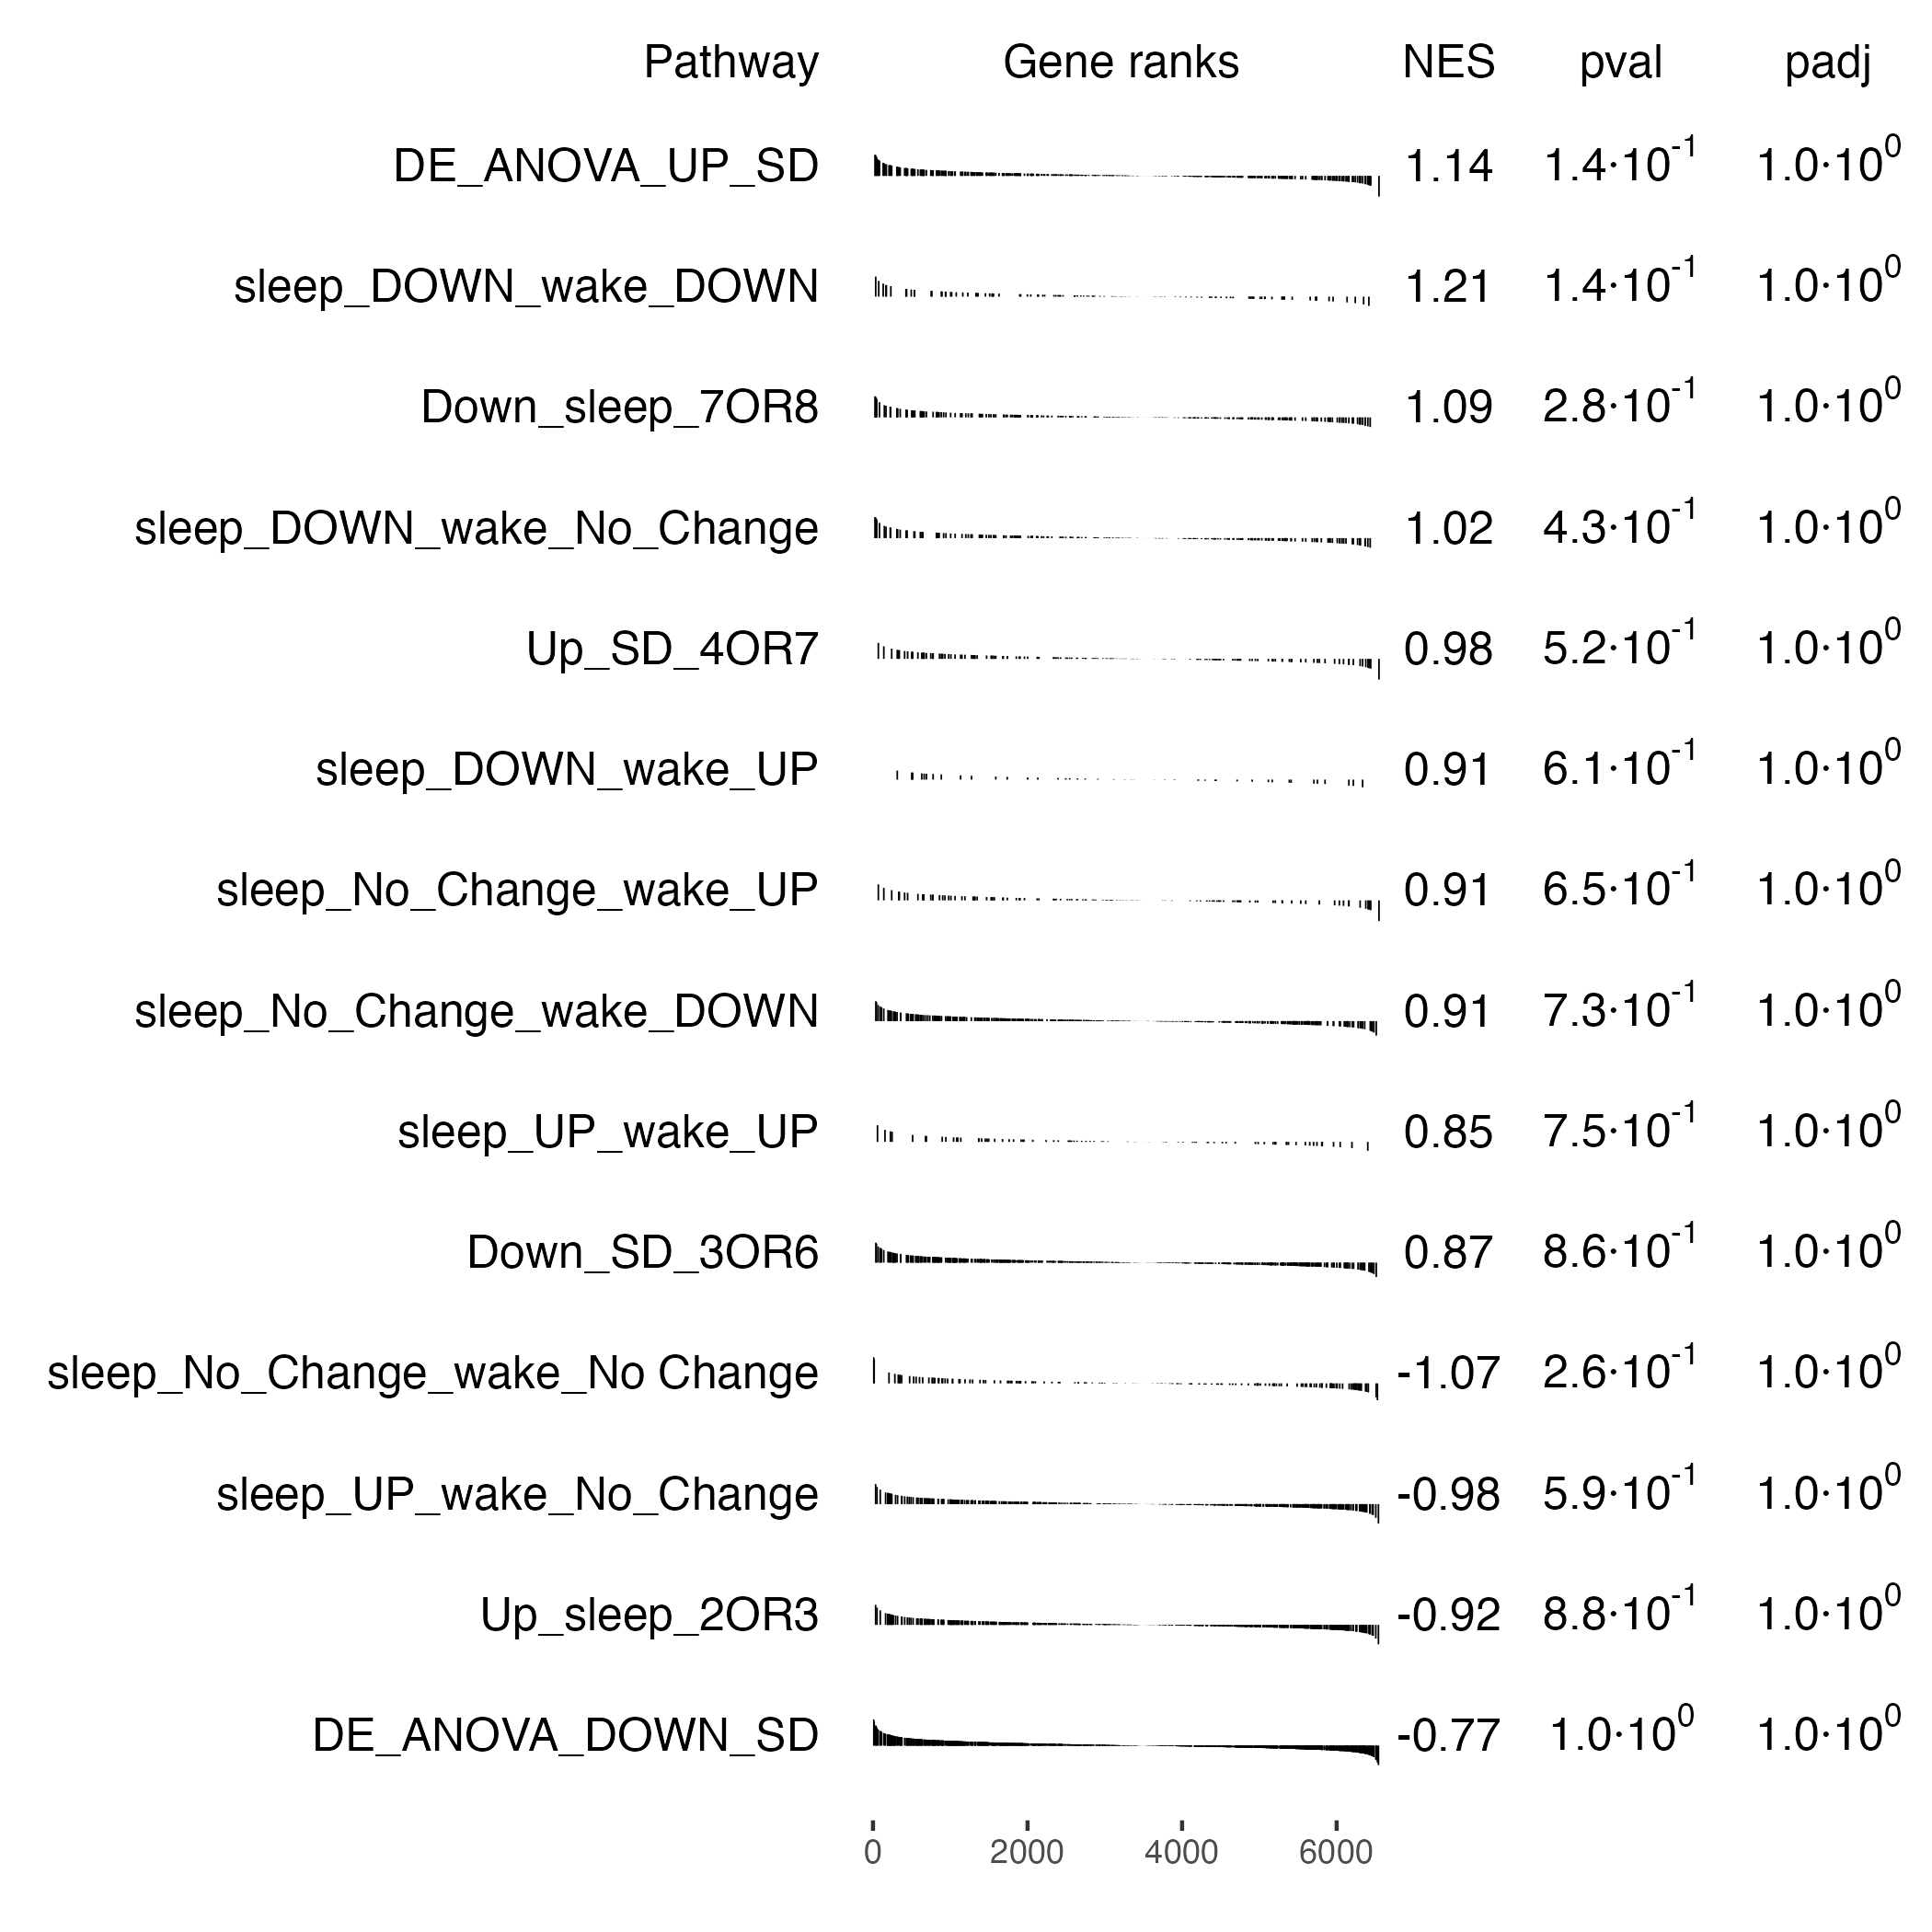 Pathway Gene ranks NES pval padj
DE_ANOVA_UP_SD 1.14 1.4·10⁻¹ 1.0·10⁰
sleep_DOWN_wake_DOWN 1.21 1.4·10⁻¹ 1.0·10⁰
Down_sleep_7OR8 1.09 2.8·10⁻¹ 1.0·10⁰
sleep_DOWN_wake_No_Change 1.02 4.3·10⁻¹ 1.0·10⁰
Up_SD_4OR7 0.98 5.2·10⁻¹ 1.0·10⁰
sleep_DOWN_wake_UP 0.91 6.1·10⁻¹ 1.0·10⁰
sleep_No_Change_wake_UP 0.91 6.5·10⁻¹ 1.0·10⁰
sleep_No_Change_wake_DOWN 0.91 7.3·10⁻¹ 1.0·10⁰
sleep_UP_wake_UP 0.85 7.5·10⁻¹ 1.0·10⁰
Down_SD_3OR6 0.87 8.6·10⁻¹ 1.0·10⁰
sleep_No_Change_wake_No Change -1.07 2.6·10⁻¹ 1.0·10⁰
sleep_UP_wake_No_Change -0.98 5.9·10⁻¹ 1.0·10⁰
Up_sleep_2OR3 -0.92 8.8·10⁻¹ 1.0·10⁰
DE_ANOVA_DOWN_SD -0.77 1.0·10⁰ 1.0·10⁰
0 2000 4000 6000